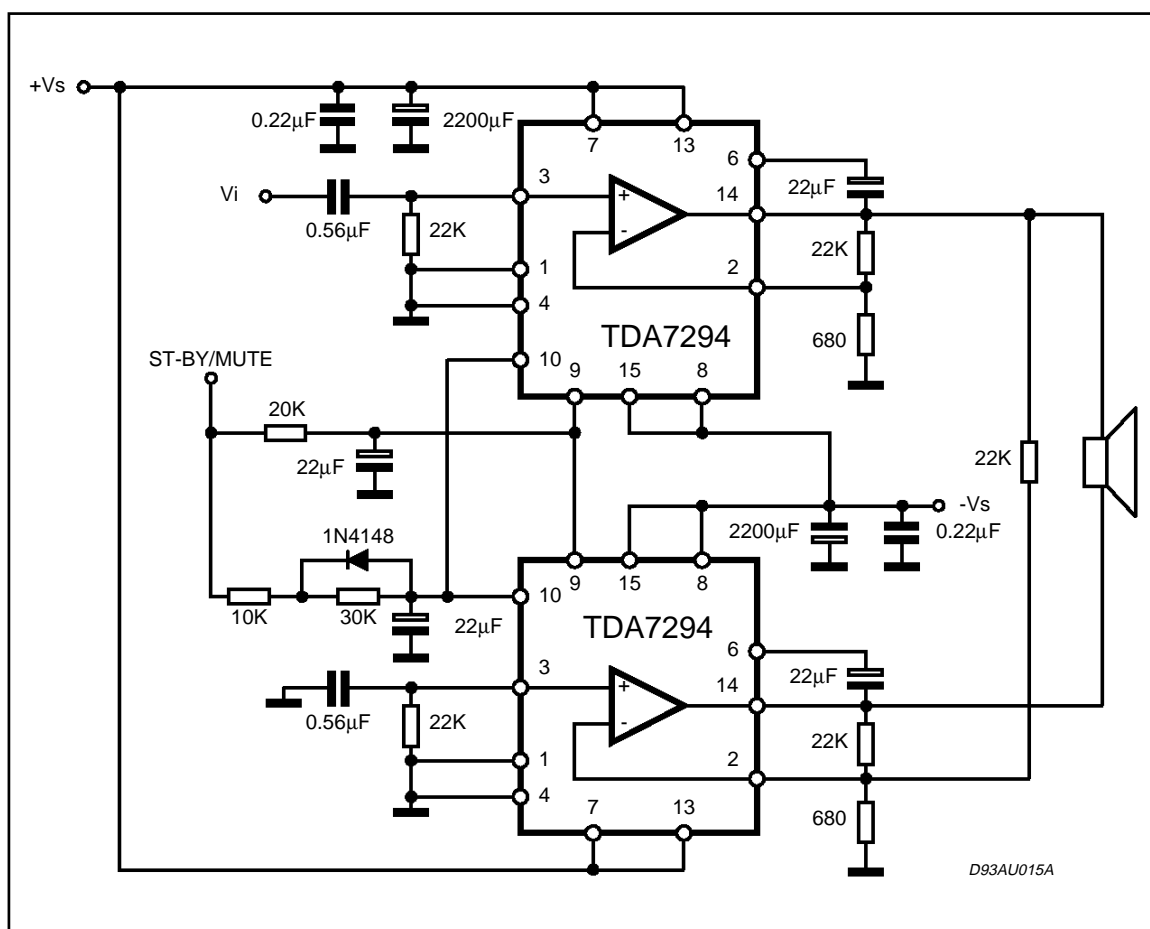 +Vs
0.22μF
2200μF
7
13
6
3
14
22μF
Vi
0.56μF
22K
22K
1
2
4
TDA7294
680
ST-BY/MUTE
10
9
15
8
20K
22μF
22K
-Vs
2200μF
0.22μF
1N4148
9
15
8
10
10K
30K
22μF
TDA7294
6
3
14
22μF
0.56μF
22K
22K
1
2
4
7
13
680
D93AU015A
+
-
+
-